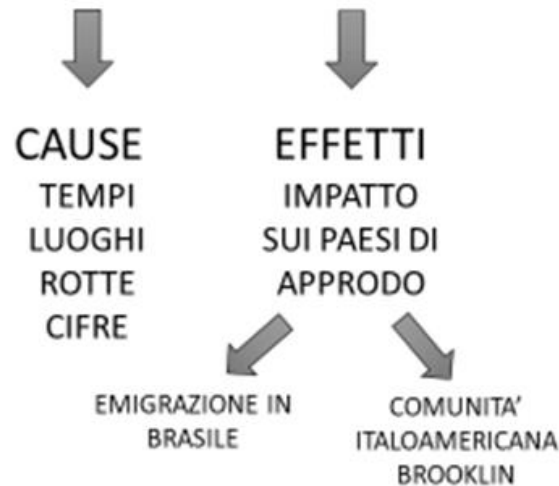 CAUSE
TEMPI
LUOGHI
ROTTE
CIFRE
EFFETTI
IMPATTO
SUI PAESI DI
APPRODO
EMIGRAZIONE IN
BRASILE
COMUNITA'
ITALOAMERICANA
BROOKLIN